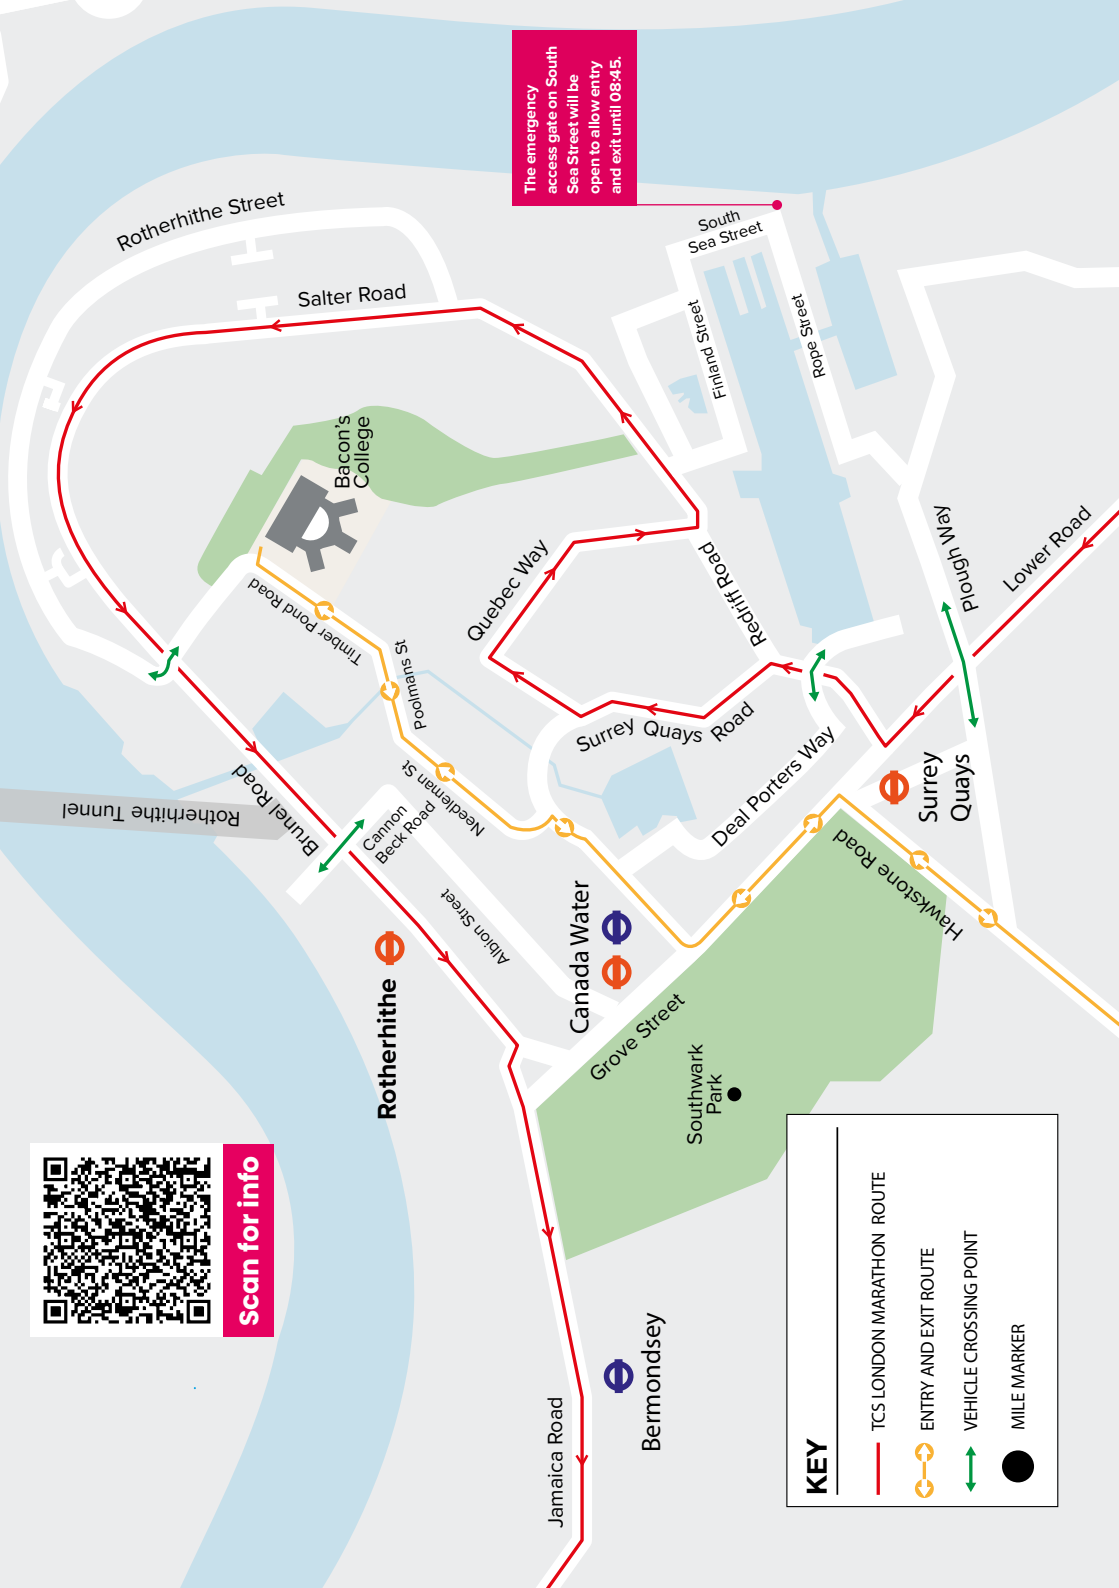 The emergency
access gate on South
Sea Street will be
open to allow entry
and exit until 08:45.
Rotherhithe Street
Salter Road
South
Sea Street
Finland Street
Rope Street
Bacon's
College
Timber Pond Road
Quebec Way
Redriff Road
Plough Way
Lower Road
Poolmans St
Surrey Quays Road
Needleman St
Deal Porters Way
Surrey
Quays
Rotherhithe Tunnel
Brunel Road
Cannon
Beck Road
Albion Street
Hawkstone Road
Rotherhithe
Canada Water
Grove Street
Southwark
Park
Scan for info
Bermondsey
Jamaica Road
KEY
TCS LONDON MARATHON ROUTE
ENTRY AND EXIT ROUTE
VEHICLE CROSSING POINT
MILE MARKER